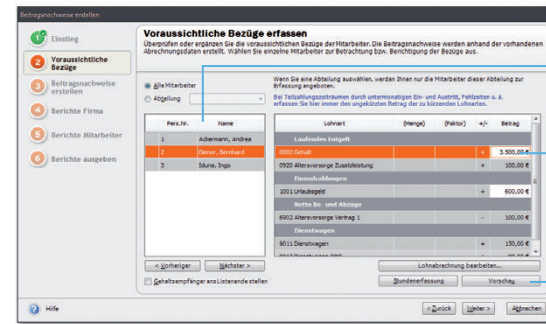 Beitragsnachweise erstellen
1 Einstieg
2 Voraussichtliche
Bezüge
3 Beitragsnachweise
erstellen
4 Berichte Firma
5 Berichte Mitarbeiter
6 Berichte ausgeben
Hilfe
Voraussichtliche Bezüge erfassen
Überprüfen oder ergänzen Sie die voraussichtlichen Bezüge der Mitarbeiter. Die Beitragsnachweise werden anhand der vorhandenen
Abrechnungsdaten erstellt. Wählen Sie einzelne Mitarbeiter zur Betrachtung bzw. Berichtigung der Bezüge aus.
Alle Mitarbeiter
Abteilung
Wenn Sie eine Abteilung auswählen, werden Ihnen nur die Mitarbeiter dieser Abteilung zur
Erfassung angeboten.
Bei Teilzahlungszeiträumen durch untermonatigen Ein- und Austritt, Fehlzeiten u. ä.
erfassen Sie hier immer den ungekürzten Betrag der zu kürzenden Lohnarten.
Pers.Nr. Name
1 Adiermann, Andrea
2 Diener, Bernhard
3 Iduna, Ingo
Lohnart (Menge) (Faktor) +/- Betrag
Laufendes Entgelt
0002 Gehalt + 3.500,00 €
0920 Altersvorsorge Zusatzleistung + 100,00 €
Einmalzahlungen
1001 Urlaubsgeld + 600,00 €
Netto Be- und Abzüge
6902 Altersvorsorge Vertrag 1 - 100,00 €
Dienstwagen
9011 Dienstwagen + 150,00 €
< Vorheriger Nächster >
Gehaltsempfänger ans Listenende stellen
Lohnabrechnung bearbeiten...
Stundenerfassung Vorschau
< Zurück Weiter > Abbrechen